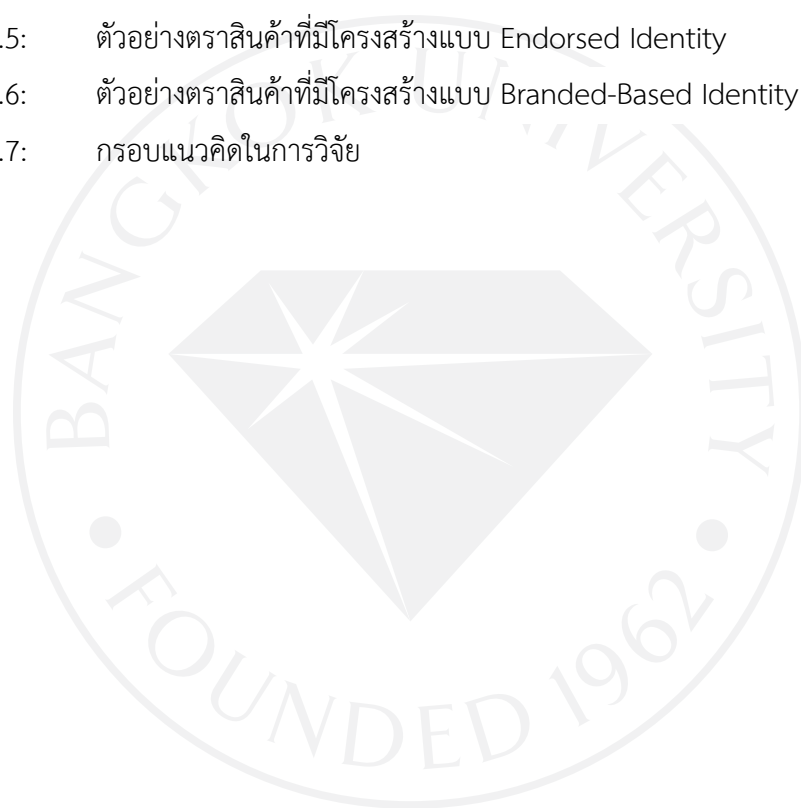 .5: ตัวอย่างตราสินค้าที่มีโครงสร้างแบบ Endorsed Identity
.6: ตัวอย่างตราสินค้าที่มีโครงสร้างแบบ Branded-Based Identity
.7: กรอบแนวคิดในการวิจัย
BANGKOK UNIVERSITY
FOUNDED 1962